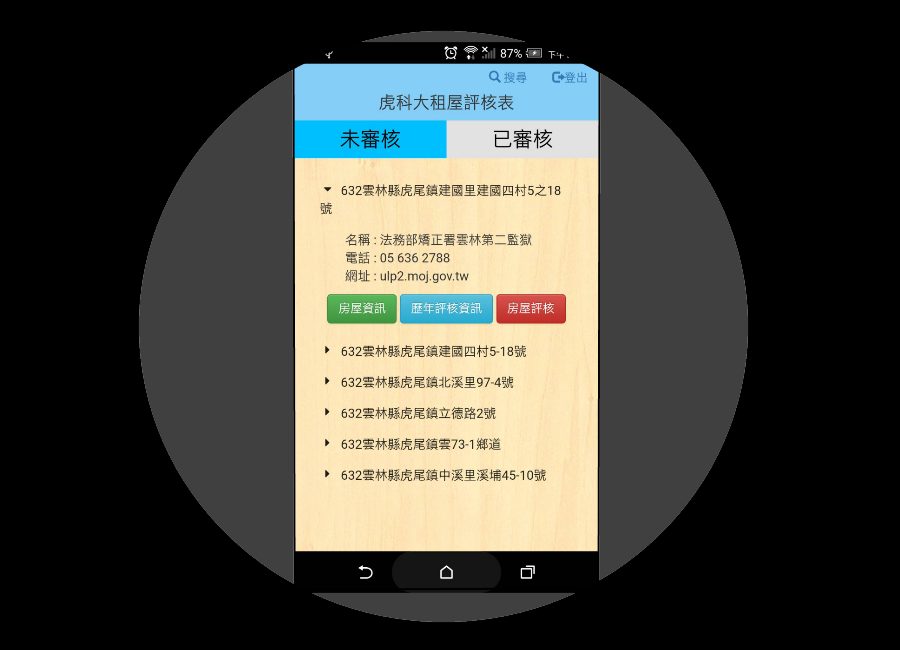 87%
搜尋 登出
虎科大租屋評核表
未審核 已審核
632雲林縣虎尾鎮建國里建國四村5之18
號
名稱 : 法務部矯正署雲林第二監獄
電話 : 05 636 2788
網址 : ulp2.moj.gov.tw
房屋資訊 歷年評核資訊 房屋評核
632雲林縣虎尾鎮建國四村5-18號
632雲林縣虎尾鎮北溪里97-4號
632雲林縣虎尾鎮立德路2號
632雲林縣虎尾鎮雲73-1鄉道
632雲林縣虎尾鎮中溪里溪埔45-10號